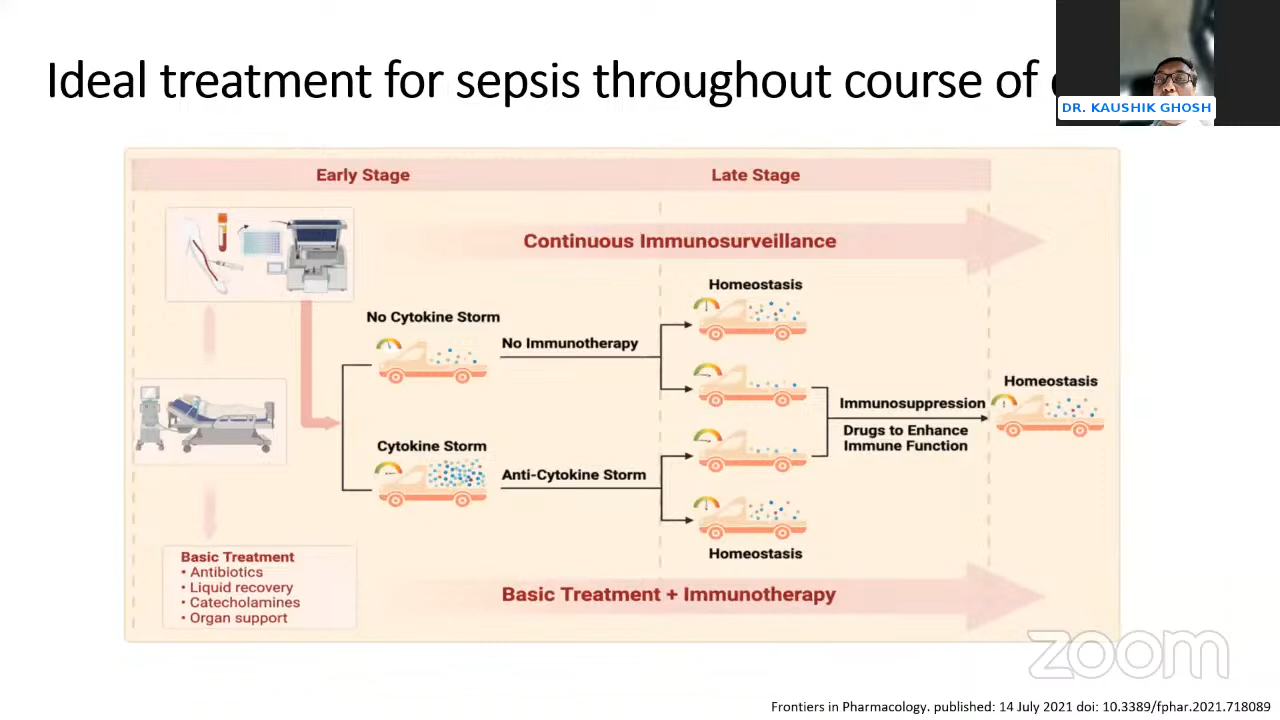 Ideal treatment for sepsis throughout course of
DR. KAUSHIK GHOSH
Early Stage
Late Stage
Continuous Immunosurveillance
Homeostasis
No Cytokine Storm
No Immunotherapy
Homeostasis
Immunosuppression
Drugs to Enhance
Immune Function
Cytokine Storm
Anti-Cytokine Storm
Homeostasis
Basic Treatment
• Antibiotics
• Liquid recovery
• Catecholamines
• Organ support
Basic Treatment + Immunotherapy
zoom
Frontiers in Pharmacology. published: 14 July 2021 doi: 10.3389/fphar.2021.718089